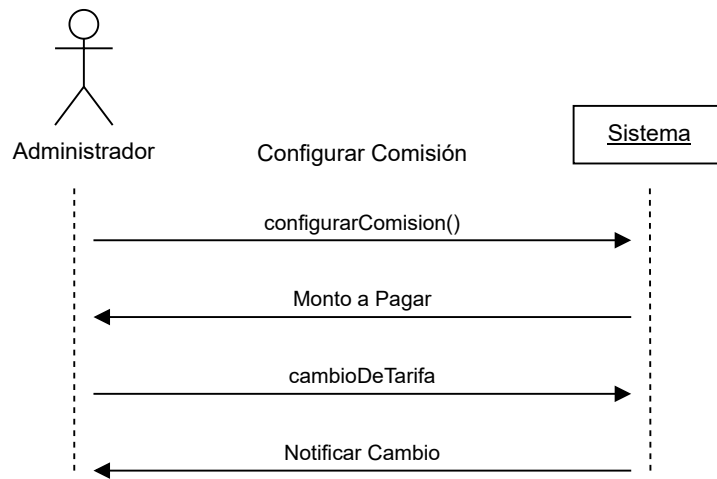 Administrador
Configurar Comisión
Sistema
configurarComision()
Monto a Pagar
cambioDeTarifa
Notificar Cambio